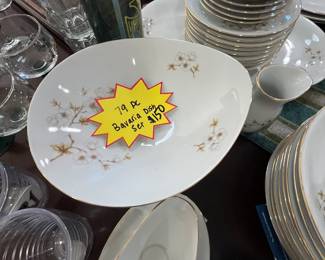 79 pc
Bavaria Dish
Set $150